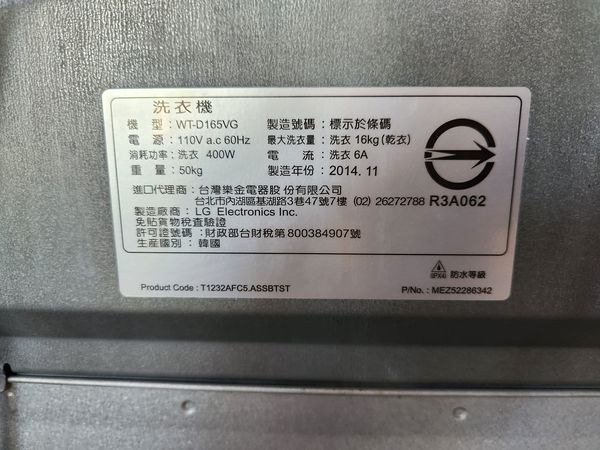 洗衣機
機 型：WT-D165VG 製造號碼：標示於條碼
電 源：110V a.c 60Hz 最大洗衣量：洗衣 16kg(乾衣)
消耗功率：洗衣 400W 電 流：洗衣 6A
重 量：50kg 製造年份：2014. 11
進口代理商：台灣樂金電器股份有限公司
台北市內湖區基湖路3巷47號7樓 (02) 26272788 R3A062
製造廠商：LG Electronics Inc.
免貼貨物稅查驗證
許可證號碼：財政部台財稅第800384907號
生產國別：韓國
IPX4 防水等級
Product Code : T1232AFC5.ASSBTST P/No. : MEZ52286342